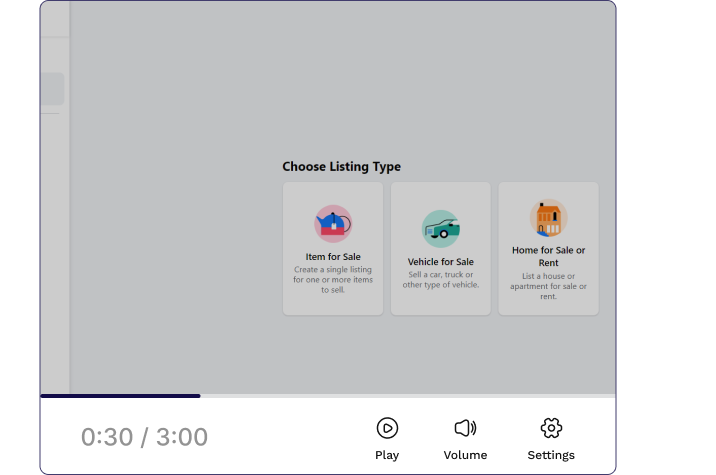 Choose Listing Type
Item for Sale
Create a single listing
for one or more items
to sell.
Vehicle for Sale
Sell a car, truck or
other type of vehicle.
Home for Sale or
Rent
List a house or
apartment for sale or
rent.
0:30 / 3:00
Play
Volume
Settings